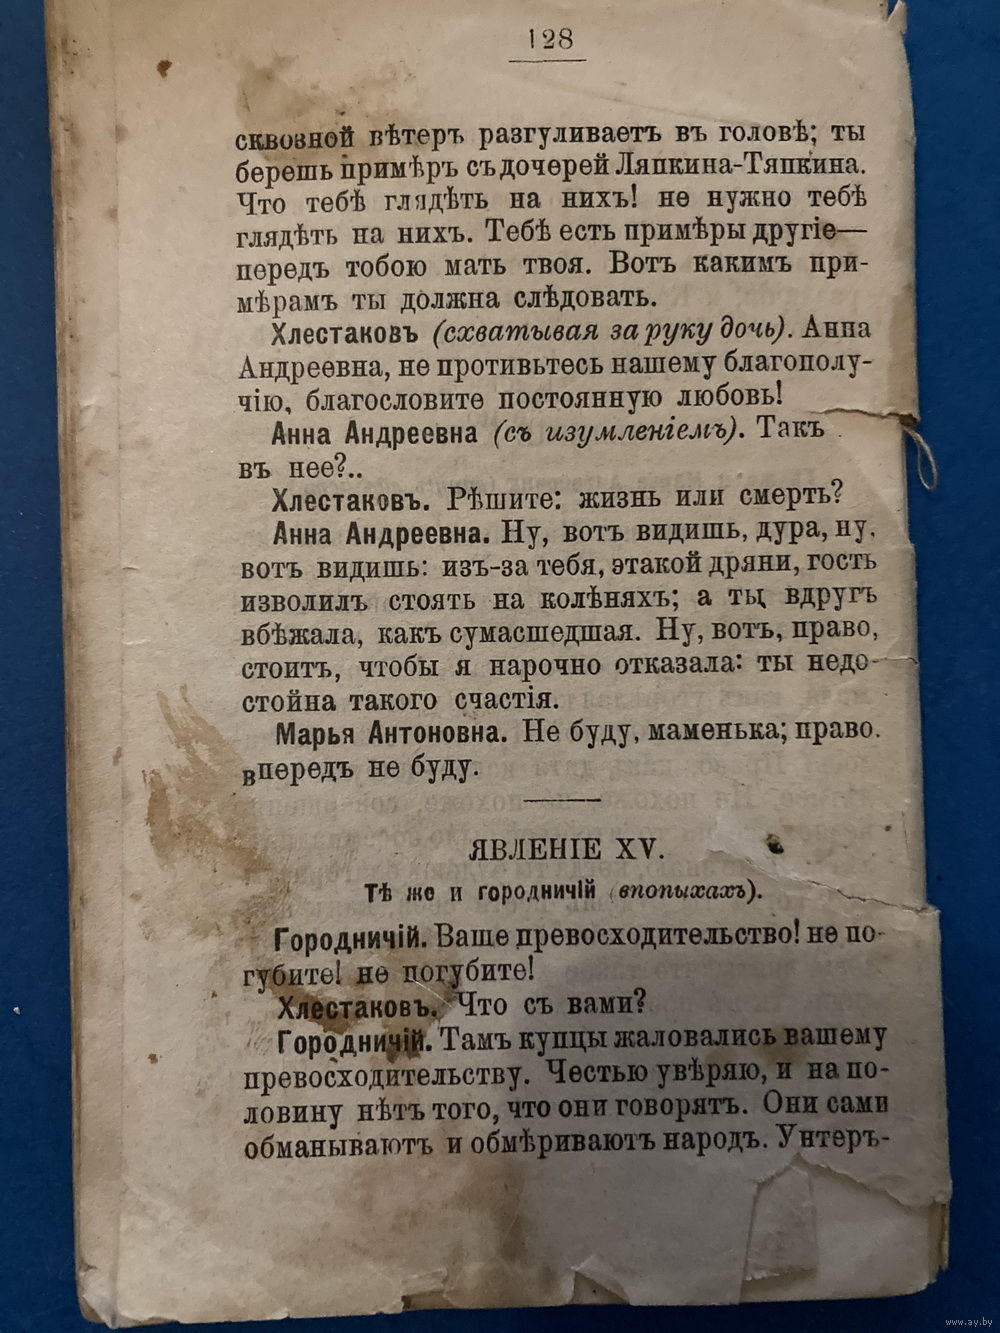 128
сквозной вѣтеръ разгуливаетъ въ головѣ; ты
берешь примѣръ съ дочерей Ляпкина-Тяпкина.
Что тебѣ глядѣть на нихъ! не нужно тебѣ
глядѣть на нихъ. Тебѣ есть примѣры другіе—
передъ тобою мать твоя. Вотъ какимъ при-
мѣрамъ ты должна слѣдовать.
Хлестаковъ (схватывая за руку дочь). Анна
Андреевна, не противьтесь нашему благополу-
чію, благословите постоянную любовь!
Анна Андреевна (съ изумленіемъ). Такъ
въ нее?..
Хлестаковъ. Рѣшите: жизнь или смерть?
Анна Андреевна. Ну, вотъ видишь, дура, ну,
вотъ видишь: изъ-за тебя, этакой дряни, гость
изволилъ стоять на колѣняхъ; а ты, вдругъ
вбѣжала, какъ сумасшедшая. Ну, вотъ, право,
стоитъ, чтобы я нарочно отказала: ты недо-
стойна такого счастія.
Марья Антоновна. Не буду, маменька; право.
впередъ не буду.
ЯВЛЕНІЕ XV.
Тѣ же и городничій (впопыхахъ).
Городничій. Ваше превосходительство! не по-
губите! не погубите!
Хлестаковъ. Что съ вами?
Городничій. Тамъ купцы жаловались вашему
превосходительству. Честью увѣряю, и на по-
ловину нѣтъ того, что они говорятъ. Они сами
обманываютъ и обмѣриваютъ народъ. Унтеръ-
www.ay.by